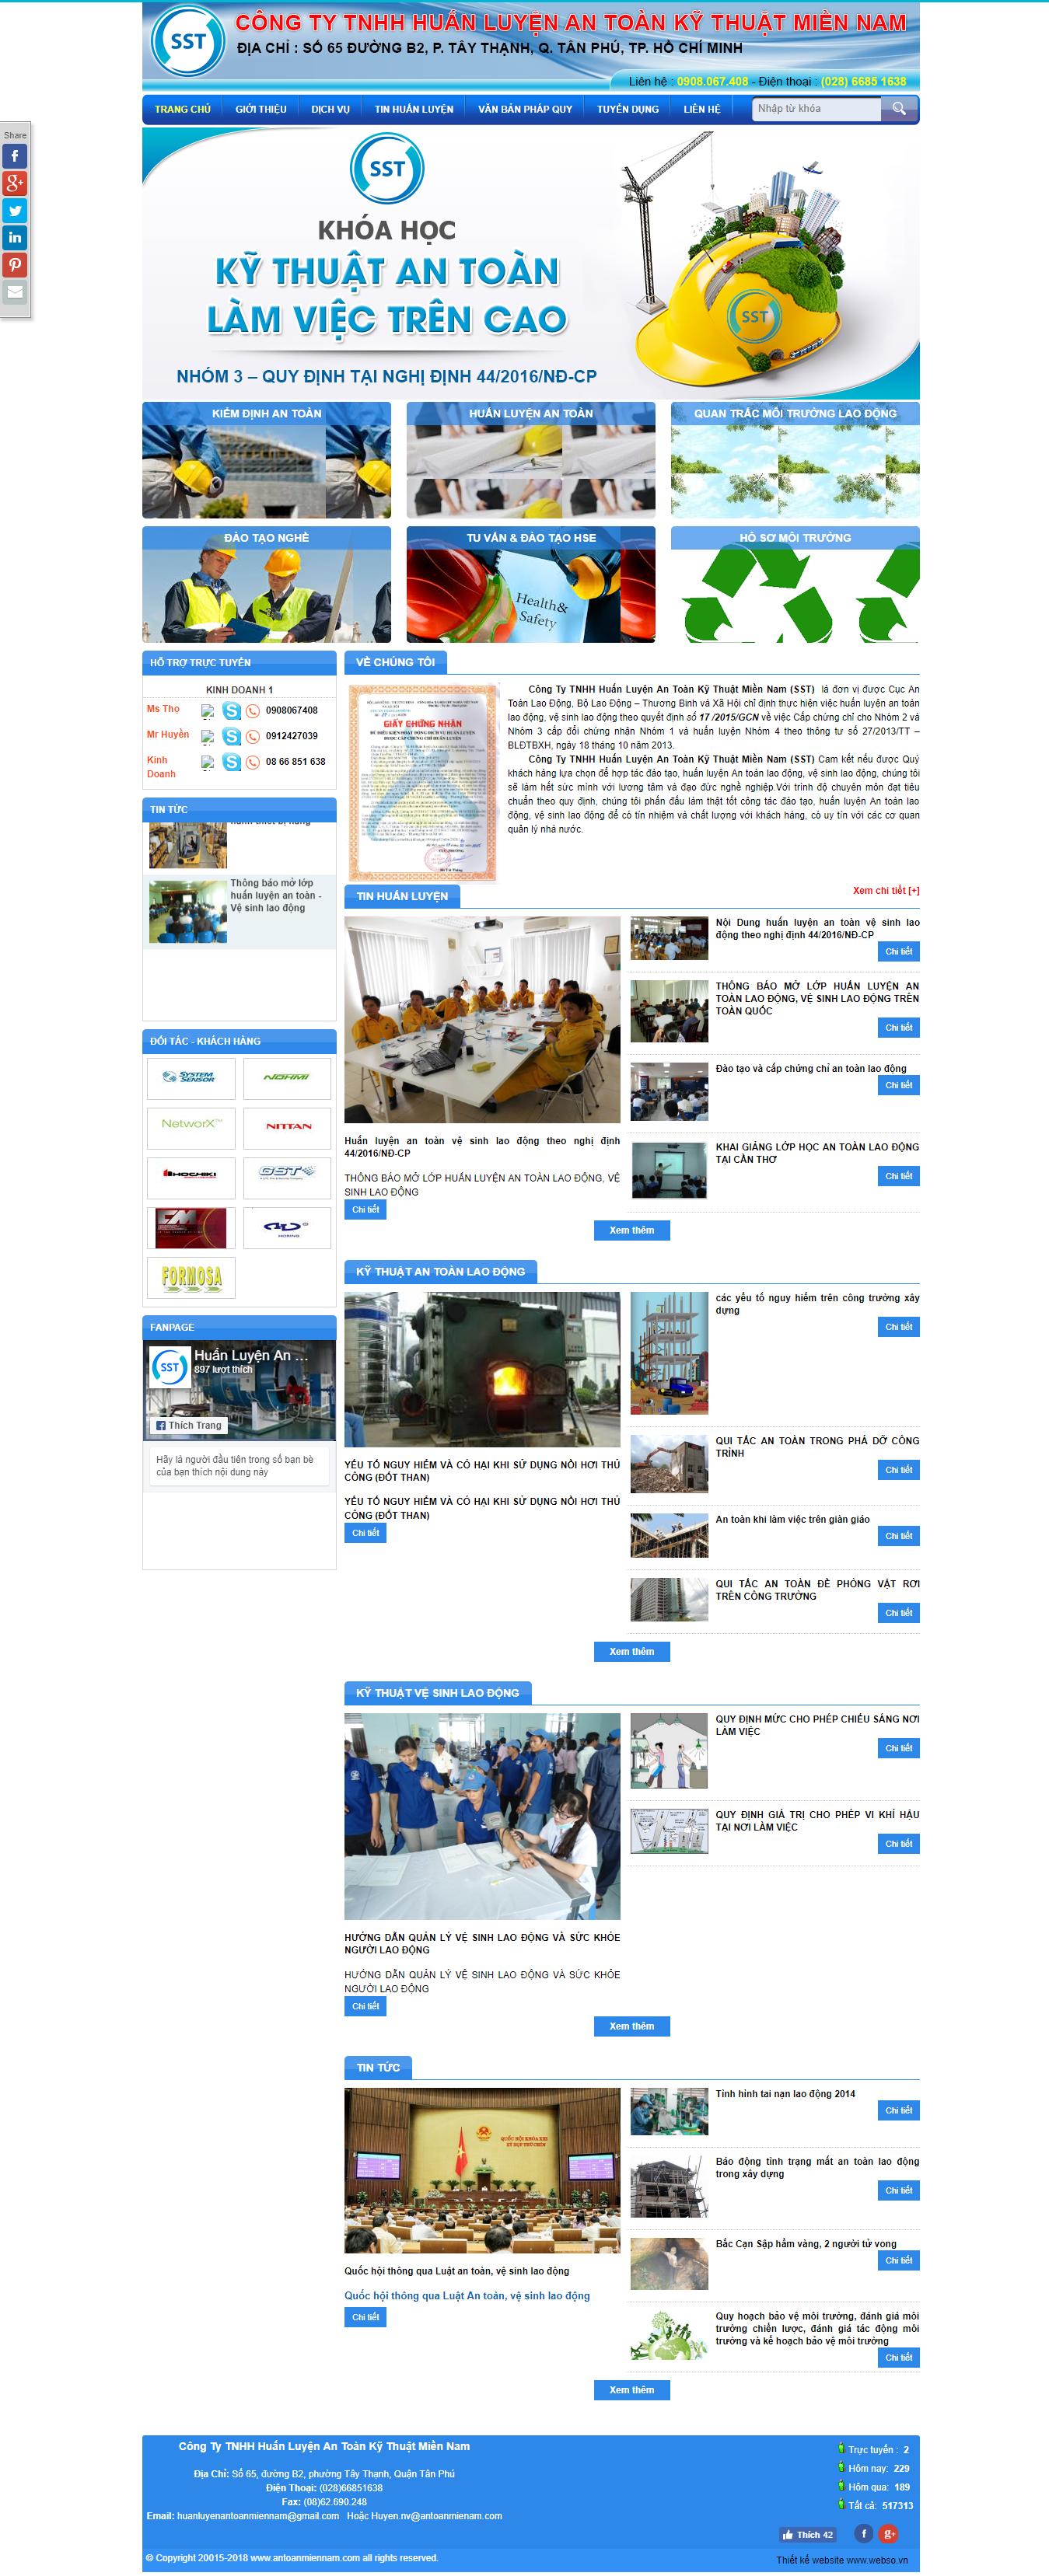 SST
CÔNG TY TNHH HUẤN LUYỆN AN TOÀN KỸ THUẬT MIỀN NAM
ĐỊA CHỈ : SỐ 65 ĐƯỜNG B2, P. TÂY THẠNH, Q. TÂN PHÚ, TP. HỒ CHÍ MINH
Liên hệ : 0908.067.408 - Điện thoại : (028) 6685 1638
TRANG CHỦ GIỚI THIỆU DỊCH VỤ TIN HUẤN LUYỆN VĂN BẢN PHÁP QUY TUYỂN DỤNG LIÊN HỆ Nhập từ khóa
Share
SST
KHÓA HỌC
KỸ THUẬT AN TOÀN
LÀM VIỆC TRÊN CAO
NHÓM 3 – QUY ĐỊNH TẠI NGHỊ ĐỊNH 44/2016/NĐ-CP
SST
KIỂM ĐỊNH AN TOÀN
HUẤN LUYỆN AN TOÀN
QUAN TRẮC MÔI TRƯỜNG LAO ĐỘNG
ĐÀO TẠO NGHỀ
TƯ VẤN & ĐÀO TẠO HSE
Health&
Safety
HỒ SƠ MÔI TRƯỜNG
HỖ TRỢ TRỰC TUYẾN
KINH DOANH 1
Ms Thọ 0908067408
Mr Huyền 0912427039
Kinh
Doanh
08 66 851 638
TIN TỨC
Thông báo mở lớp
huấn luyện an toàn -
Vệ sinh lao động
ĐỐI TÁC - KHÁCH HÀNG
SYSTEM
SENSOR
NOHMI
NetworX™
NITTAN
HOCHIKI
GST
HORING
FORMOSA
FANPAGE
Huấn Luyện An ...
897 lượt thích
SST
Thích Trang
Hãy là người đầu tiên trong số bạn bè
của bạn thích nội dung này
VỀ CHÚNG TÔI
GIẤY CHỨNG NHẬN
Công Ty TNHH Huấn Luyện An Toàn Kỹ Thuật Miền Nam (SST) là đơn vị được Cục An
Toàn Lao Động, Bộ Lao Động – Thương Binh và Xã Hội chỉ định thực hiện việc huấn luyện an toàn
lao động, vệ sinh lao động theo quyết định số 17 /2015/GCN về việc Cấp chứng chỉ cho Nhóm 2 và
Nhóm 3 cấp đổi chứng nhận Nhóm 1 và huấn luyện Nhóm 4 theo thông tư số 27/2013/TT –
BLĐTBXH, ngày 18 tháng 10 năm 2013.
Công Ty TNHH Huấn Luyện An Toàn Kỹ Thuật Miền Nam (SST) Cam kết nếu được Quý
khách hàng lựa chọn để hợp tác đào tạo, huấn luyện An toàn lao động, vệ sinh lao động, chúng tôi
sẽ làm hết sức mình với lương tâm và đạo đức nghề nghiệp.Với trình độ chuyên môn đạt tiêu
chuẩn theo quy định, chúng tôi phấn đấu làm thật tốt công tác đào tạo, huấn luyện An toàn lao
động, vệ sinh lao động để có tín nhiệm và chất lượng với khách hàng, có uy tín với các cơ quan
quản lý nhà nước.
Xem chi tiết [+]
TIN HUẤN LUYỆN
Huấn luyện an toàn vệ sinh lao động theo nghị định
44/2016/NĐ-CP
THÔNG BÁO MỞ LỚP HUẤN LUYỆN AN TOÀN LAO ĐỘNG, VỆ
SINH LAO ĐỘNG
Chi tiết
Nội Dung huấn luyện an toàn vệ sinh lao
động theo nghị định 44/2016/NĐ-CP
Chi tiết
THÔNG BÁO MỞ LỚP HUẤN LUYỆN AN
TOÀN LAO ĐỘNG, VỆ SINH LAO ĐỘNG TRÊN
TOÀN QUỐC
Chi tiết
Đào tạo và cấp chứng chỉ an toàn lao động
Chi tiết
KHAI GIẢNG LỚP HỌC AN TOÀN LAO ĐỘNG
TẠI CẦN THƠ
Chi tiết
Xem thêm
KỸ THUẬT AN TOÀN LAO ĐỘNG
YẾU TỐ NGUY HIỂM VÀ CÓ HẠI KHI SỬ DỤNG NỒI HƠI THỦ
CÔNG (ĐỐT THAN)
YẾU TỐ NGUY HIỂM VÀ CÓ HẠI KHI SỬ DỤNG NỒI HƠI THỦ
CÔNG (ĐỐT THAN)
Chi tiết
các yếu tố nguy hiểm trên công trường xây
dựng
Chi tiết
QUI TẮC AN TOÀN TRONG PHÁ DỠ CÔNG
TRÌNH
Chi tiết
An toàn khi làm việc trên giàn giáo
Chi tiết
QUI TẮC AN TOÀN ĐỀ PHÒNG VẬT RƠI
TRÊN CÔNG TRƯỜNG
Chi tiết
Xem thêm
KỸ THUẬT VỆ SINH LAO ĐỘNG
HƯỚNG DẪN QUẢN LÝ VỆ SINH LAO ĐỘNG VÀ SỨC KHỎE
NGƯỜI LAO ĐỘNG
HƯỚNG DẪN QUẢN LÝ VỆ SINH LAO ĐỘNG VÀ SỨC KHỎE
NGƯỜI LAO ĐỘNG
Chi tiết
QUY ĐỊNH MỨC CHO PHÉP CHIẾU SÁNG NƠI
LÀM VIỆC
Chi tiết
QUY ĐỊNH GIÁ TRỊ CHO PHÉP VI KHÍ HẬU
TẠI NƠI LÀM VIỆC
Chi tiết
Xem thêm
TIN TỨC
QUỐC HỘI KHÓA XIII
KỲ HỌP THỨ CHÍN
Quốc hội thông qua Luật an toàn, vệ sinh lao động
Quốc hội thông qua Luật An toàn, vệ sinh lao động
Chi tiết
Tình hình tai nạn lao động 2014
Chi tiết
Báo động tình trạng mất an toàn lao động
trong xây dựng
Chi tiết
Bắc Cạn Sập hầm vàng, 2 người tử vong
Chi tiết
Quy hoạch bảo vệ môi trường, đánh giá môi
trường chiến lược, đánh giá tác động môi
trường và kế hoạch bảo vệ môi trường
Chi tiết
Xem thêm
Công Ty TNHH Huấn Luyện An Toàn Kỹ Thuật Miền Nam
Địa Chỉ: Số 65, đường B2, phường Tây Thạnh, Quận Tân Phú
Điện Thoại: (028)66851638
Fax: (08)62.690.248
Email: huanluyenantoanmiennam@gmail.com Hoặc Huyen.nv@antoanmienam.com
Trực tuyến : 2
Hôm nay: 229
Hôm qua: 189
Tất cả: 517313
Thích 42
© Copyright 20015-2018 www.antoanmiennam.com all rights reserved.
Thiết kế website www.webso.vn